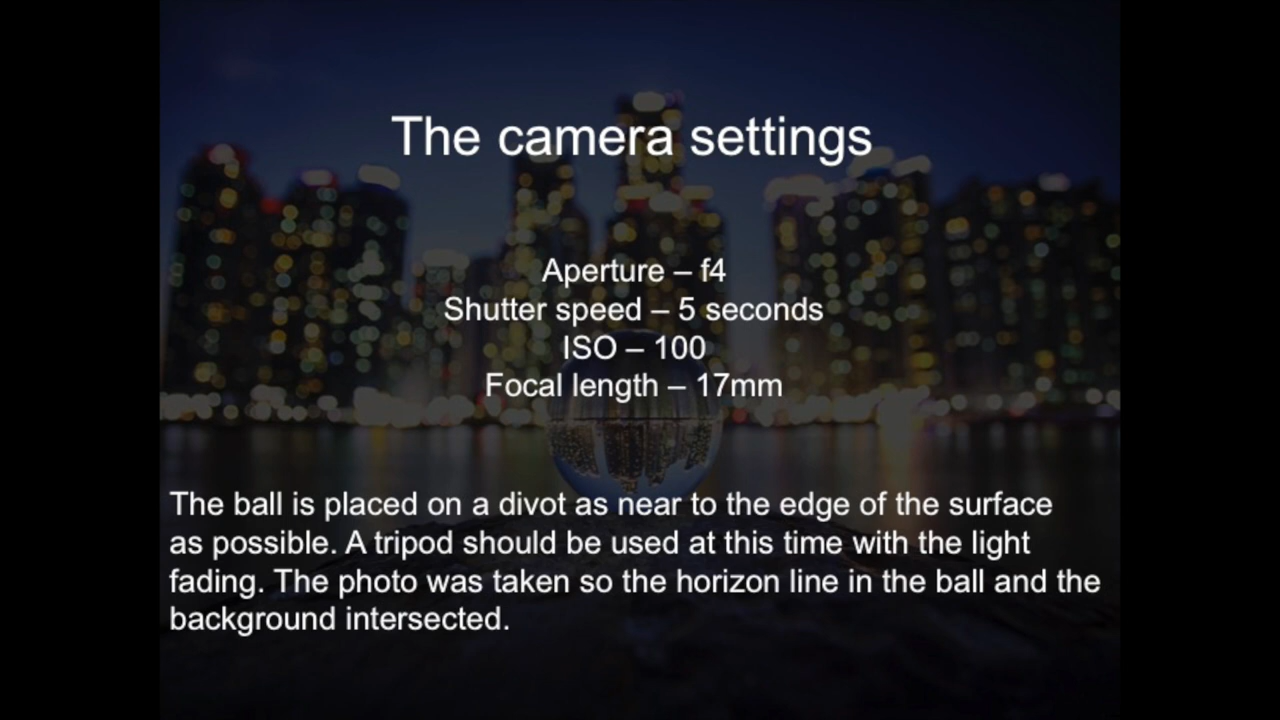 The camera settings
Aperture – f4
Shutter speed – 5 seconds
ISO – 100
Focal length – 17mm
The ball is placed on a divot as near to the edge of the surface
as possible. A tripod should be used at this time with the light
fading. The photo was taken so the horizon line in the ball and the
background intersected.